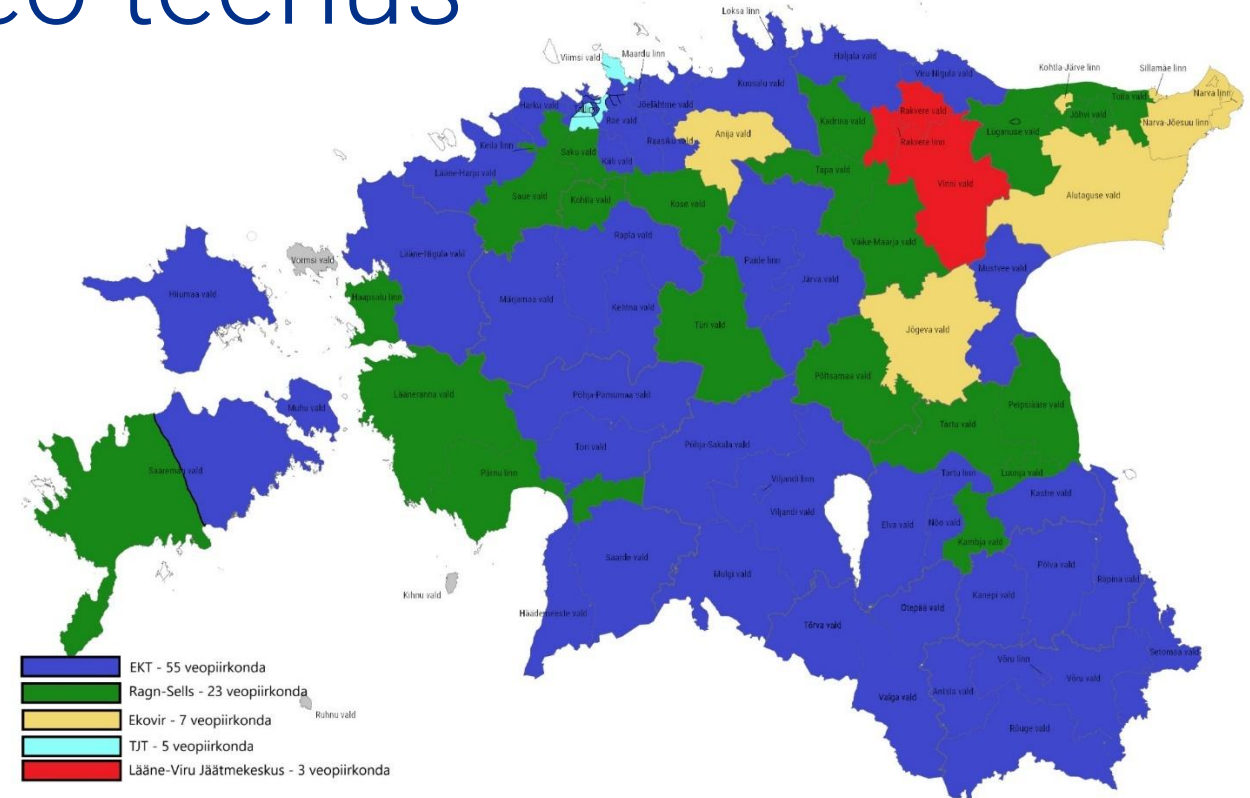 eo teenus
Loksa linn
Viimsi vald
Maardu linn
Haljala vald
Kohtla-Järve linn
Sillamäe linn
Viru-Nigula vald
Kuusalu vald
Narva linn
Toila vald
Harku vald
Jõelähtme vald
Rae vald
Rakvere vald
Kadrina vald
Jõhvi vald
Narva-Jõesuu linn
Anija vald
Lüganuse vald
Raasiku vald
Rakvere linn
Keila linn
Saku vald
Kiili vald
Lääne-Harju vald
Tapa vald
Vinni vald
Alutaguse vald
Saue vald
Kohila vald
Kose vald
Rapla vald
Väike-Maarja vald
Lääne-Nigula vald
Vormsi vald
Paide linn
Mustvee vald
Järva vald
Hiiumaa vald
Haapsalu linn
Märjamaa vald
Kehtna vald
Türi vald
Jõgeva vald
Põltsamaa vald
Lääneranna vald
Põhja-Pärnumaa vald
Peipsiääre vald
Muhu vald
Tartu vald
Tori vald
Põhja-Sakala vald
Saaremaa vald
Pärnu linn
Tartu linn
Luunja vald
Viljandi linn
Kastre vald
Viljandi vald
Elva vald
Nõo vald
Kambja vald
Saarde vald
Põlva vald
Mulgi vald
Räpina vald
Kihnu vald
Kanepi vald
Otepää vald
Häädemeeste vald
Tõrva vald
Setomaa vald
Võru linn
EKT - 55 veopiirkonda
Võru vald
Ragn-Sells - 23 veopiirkonda
Antsla vald
Valga vald
Ruhnu vald
Ekovir - 7 veopiirkonda
Rõuge vald
TJT - 5 veopiirkonda
Lääne-Viru Jäätmekeskus - 3 veopiirkonda